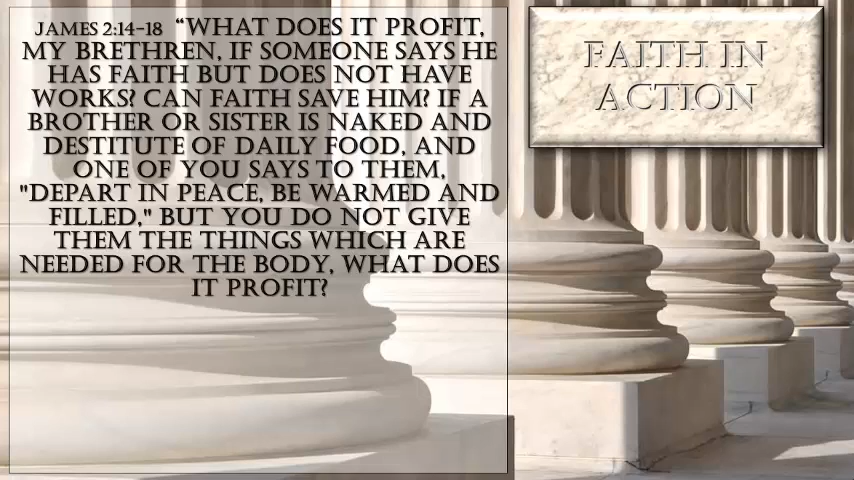 JAMES 2:14-18 “WHAT DOES IT PROFIT,
MY BRETHREN, IF SOMEONE SAYS HE
HAS FAITH BUT DOES NOT HAVE
WORKS? CAN FAITH SAVE HIM? IF A
BROTHER OR SISTER IS NAKED AND
DESTITUTE OF DAILY FOOD, AND
ONE OF YOU SAYS TO THEM,
"DEPART IN PEACE, BE WARMED AND
FILLED," BUT YOU DO NOT GIVE
THEM THE THINGS WHICH ARE
NEEDED FOR THE BODY, WHAT DOES
IT PROFIT?
FAITH IN
ACTION